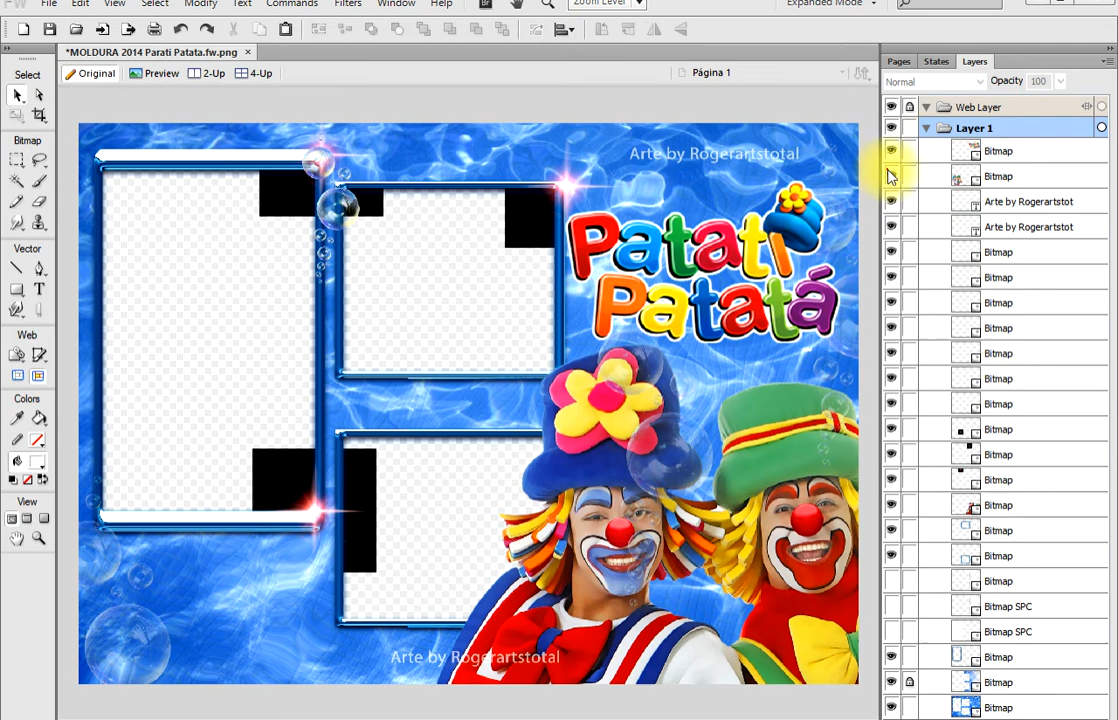 FW
File
Edit
View
Select
Modify
Text
Commands
Filters
Window
Help
Br
Zoom Level
Expanded Mode
*MOLDURA 2014 Parati Patata.fw.png
Original
Preview
2-Up
4-Up
Página 1
Select
Bitmap
Vector
Web
Colors
View
Arte by Rogerartstotal
Patati
Patatá
Arte by Rogerartstotal
Pages
States
Layers
Normal
Opacity
100
Web Layer
Layer 1
Bitmap
Bitmap
Arte by Rogerartstot
Arte by Rogerartstot
Bitmap
Bitmap
Bitmap
Bitmap
Bitmap
Bitmap
Bitmap
Bitmap
Bitmap
Bitmap
Bitmap
Bitmap
Bitmap
Bitmap
Bitmap SPC
Bitmap SPC
Bitmap
Bitmap
Bitmap